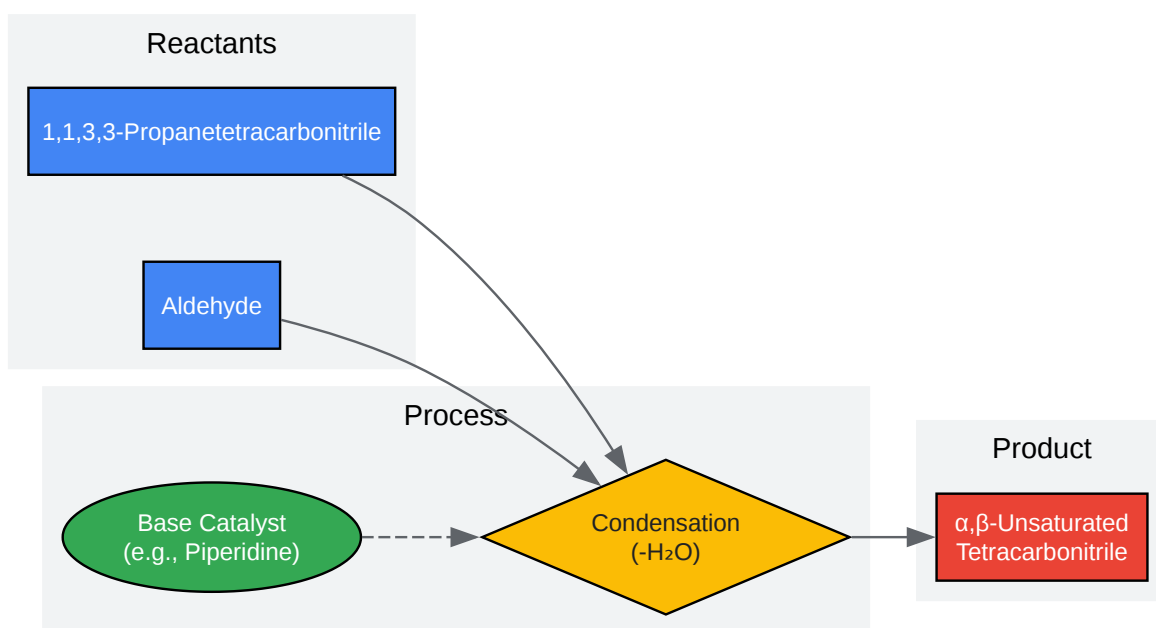 Reactants
1,1,3,3-Propanetetracarbonitrile
Aldehyde
Process
Base Catalyst
(e.g., Piperidine)
Condensation
(-H₂O)
Product
α,β-Unsaturated
Tetracarbonitrile